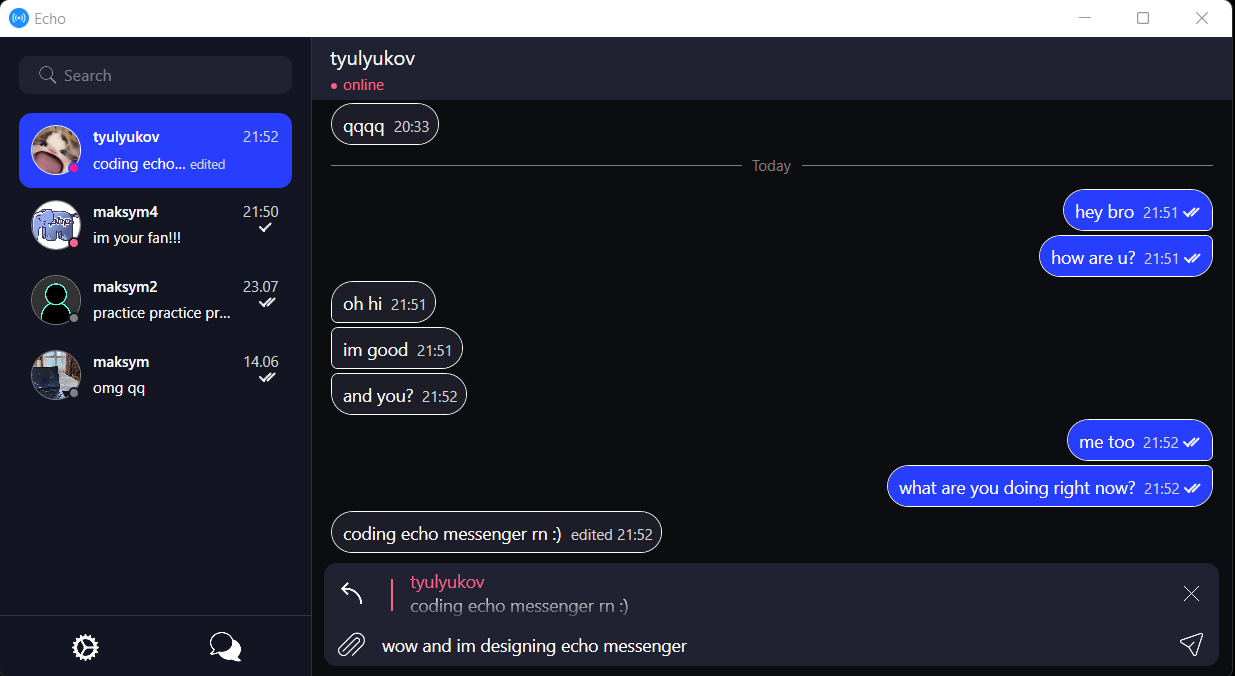 Echo
Search
tyulyukov 21:52
coding echo... edited
maksym4 21:50
im your fan!!!
maksym2 23.07
practice practice pr...
maksym 14.06
omg qq
tyulyukov
online
qqqq 20:33
Today
hey bro 21:51
how are u? 21:51
oh hi 21:51
im good 21:51
and you? 21:52
me too 21:52
what are you doing right now? 21:52
coding echo messenger rn :) edited 21:52
tyulyukov
coding echo messenger rn :)
wow and im designing echo messenger